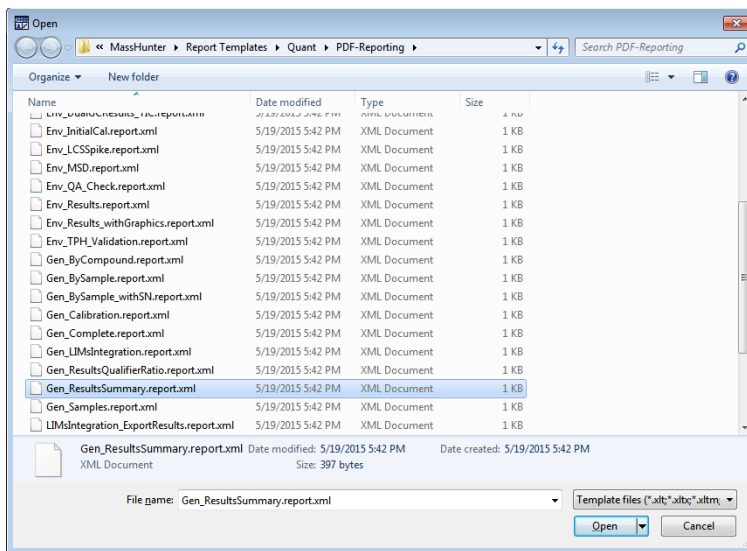 Open
« MassHunter ▸ Report Templates ▸ Quant ▸ PDF-Reporting ▸ Search PDF-Reporting
Organize New folder
Name Date modified Type Size
Env_DualGCResults_TIC.report.xml 5/19/2015 5:42 PM XML Document 1 KB
Env_InitialCal.report.xml 5/19/2015 5:42 PM XML Document 1 KB
Env_LCSSpike.report.xml 5/19/2015 5:42 PM XML Document 1 KB
Env_MSD.report.xml 5/19/2015 5:42 PM XML Document 1 KB
Env_QA_Check.report.xml 5/19/2015 5:42 PM XML Document 1 KB
Env_Results.report.xml 5/19/2015 5:42 PM XML Document 1 KB
Env_Results_withGraphics.report.xml 5/19/2015 5:42 PM XML Document 1 KB
Env_TPH_Validation.report.xml 5/19/2015 5:42 PM XML Document 1 KB
Gen_ByCompound.report.xml 5/19/2015 5:42 PM XML Document 1 KB
Gen_BySample.report.xml 5/19/2015 5:42 PM XML Document 1 KB
Gen_BySample_withSN.report.xml 5/19/2015 5:42 PM XML Document 1 KB
Gen_Calibration.report.xml 5/19/2015 5:42 PM XML Document 1 KB
Gen_Complete.report.xml 5/19/2015 5:42 PM XML Document 1 KB
Gen_LIMsIntegration.report.xml 5/19/2015 5:42 PM XML Document 1 KB
Gen_ResultsQualifierRatio.report.xml 5/19/2015 5:42 PM XML Document 1 KB
Gen_ResultsSummary.report.xml 5/19/2015 5:42 PM XML Document 1 KB
Gen_Samples.report.xml 5/19/2015 5:42 PM XML Document 1 KB
LIMsIntegration_ExportResults.report.xml 5/19/2015 5:42 PM XML Document 1 KB
Gen_ResultsSummary.report.xml Date modified: 5/19/2015 5:42 PM Date created: 5/19/2015 5:42 PM
XML Document Size: 397 bytes
File name: Gen_ResultsSummary.report.xml Template files (*.xlt;*.xltx;*.xltm;
Open Cancel